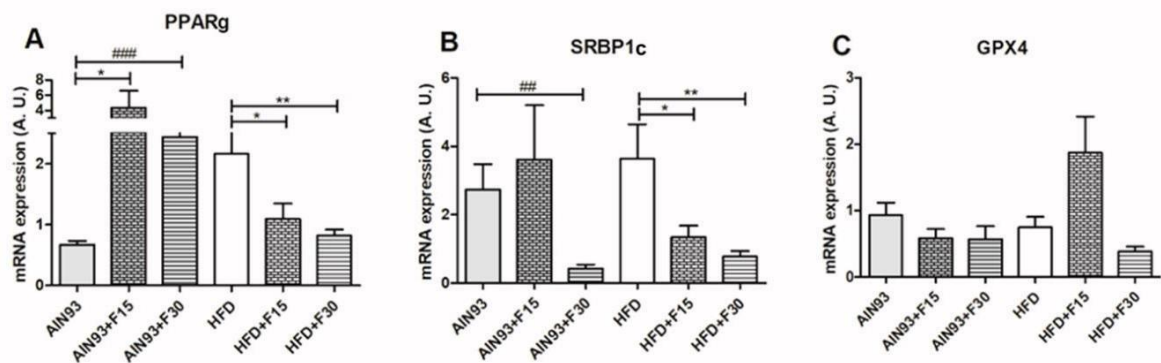 A
PPARg
###
*
**
*
mRNA expression (A. U.)
8
6
4
2
1
0
AIN93
AIN93+F15
AIN93+F30
HFD
HFD+F15
HFD+F30
B
SRBP1c
##
**
*
mRNA expression (A. U.)
6
4
2
0
AIN93
AIN93+F15
AIN93+F30
HFD
HFD+F15
HFD+F30
C
GPX4
mRNA expression (A. U.)
3
2
1
0
AIN93
AIN93+F15
AIN93+F30
HFD
HFD+F15
HFD+F30